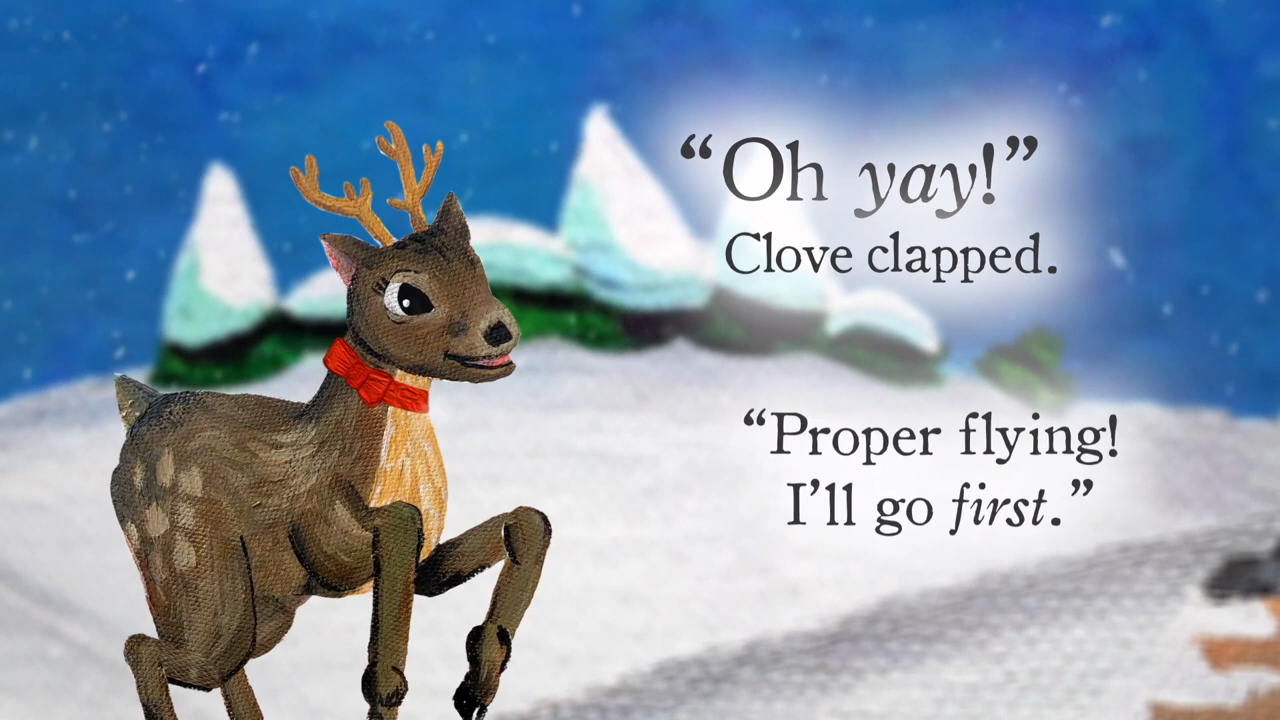 “Oh yay!”
Clove clapped.
“Proper flying!
I’ll go first.”